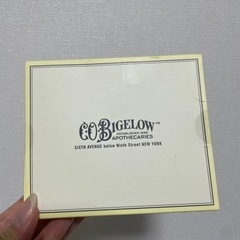 C.O. BIGELOW™
ESTABLISHED 1838
APOTHECARIES
SIXTH AVENUE below Ninth Street NEW YORK